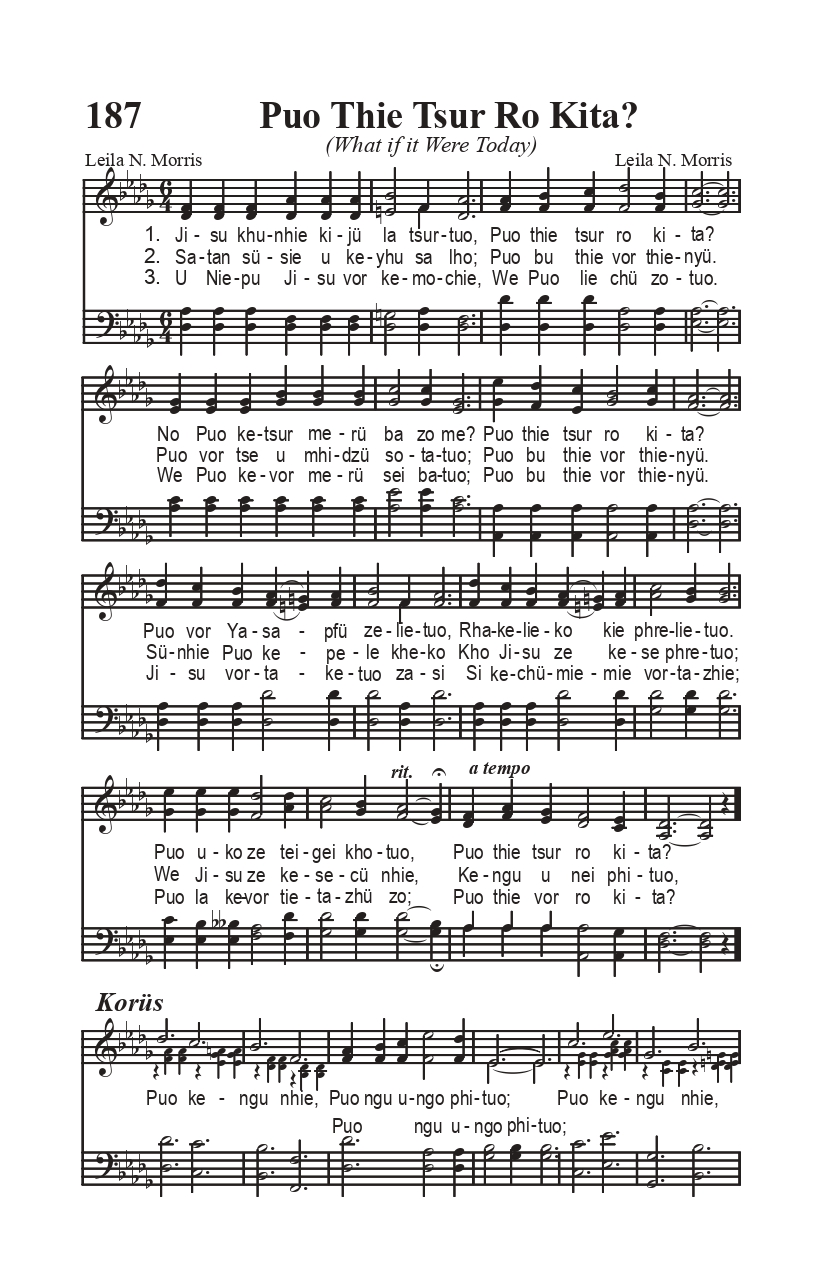 187 Puo Thie Tsur Ro Kita?
(What if it Were Today)
Leila N. Morris Leila N. Morris
1. Ji - su khu-nhie ki - jü la tsur-tuo, Puo thie tsur ro ki - ta?
2. Sa - tan sü - sie u ke-yhu sa lho; Puo bu thie vor thie-nyü.
3. U Nie-pu Ji - su vor ke-mo-chie, We Puo lie chü zo-tuo.
No Puo ke-tsur me-rü ba zo me? Puo thie tsur ro ki - ta?
Puo vor tse u mhi-dzü so-ta-tuo; Puo bu thie vor thie-nyü.
We Puo ke-vor me-rü sei ba-tuo; Puo bu thie vor thie-nyü.
Puo vor Ya-sa - pfü ze-lie-tuo, Rha-ke-lie-ko kie phre-lie-tuo.
Sü-nhie Puo ke - pe-le khe-ko Kho Ji-su ze ke-se phre-tuo;
Ji - su vor-ta - ke-tuo za-si Si ke-chü-mie-mie vor-ta-zhie;
rit. a tempo
Puo u-ko ze tei-gei kho-tuo, Puo thie tsur ro ki - ta?
We Ji-su ze ke-se-cü nhie, Ke-ngu u nei phi-tuo,
Puo la ke-vor tie-ta-zhü zo; Puo thie vor ro ki - ta?
Korüs
Puo ke - ngu nhie, Puo ngu u-ngo phi-tuo; Puo ke-ngu nhie,
Puo ngu u-ngo phi-tuo;